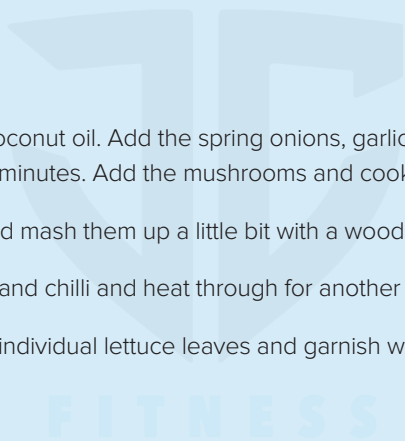 oconut oil. Add the spring onions, garlic
minutes. Add the mushrooms and cook
d mash them up a little bit with a wood
and chilli and heat through for another
individual lettuce leaves and garnish w
FITNESS